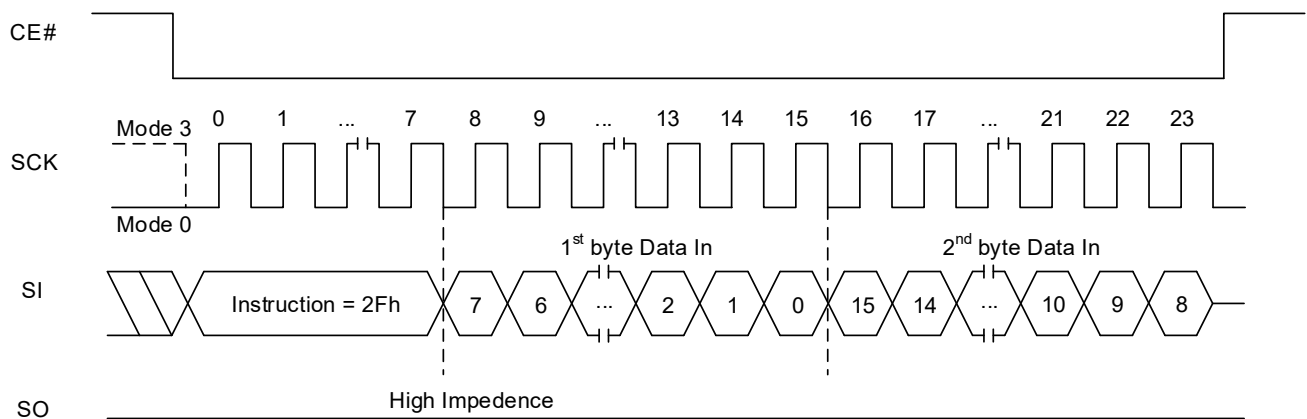 CE#
0 1 ... 7 8 9 ... 13 14 15 16 17 ... 21 22 23
Mode 3
SCK
Mode 0
1st byte Data In 2nd byte Data In
SI Instruction = 2Fh 7 6 ... 2 1 0 15 14 ... 10 9 8
High Impedence
SO